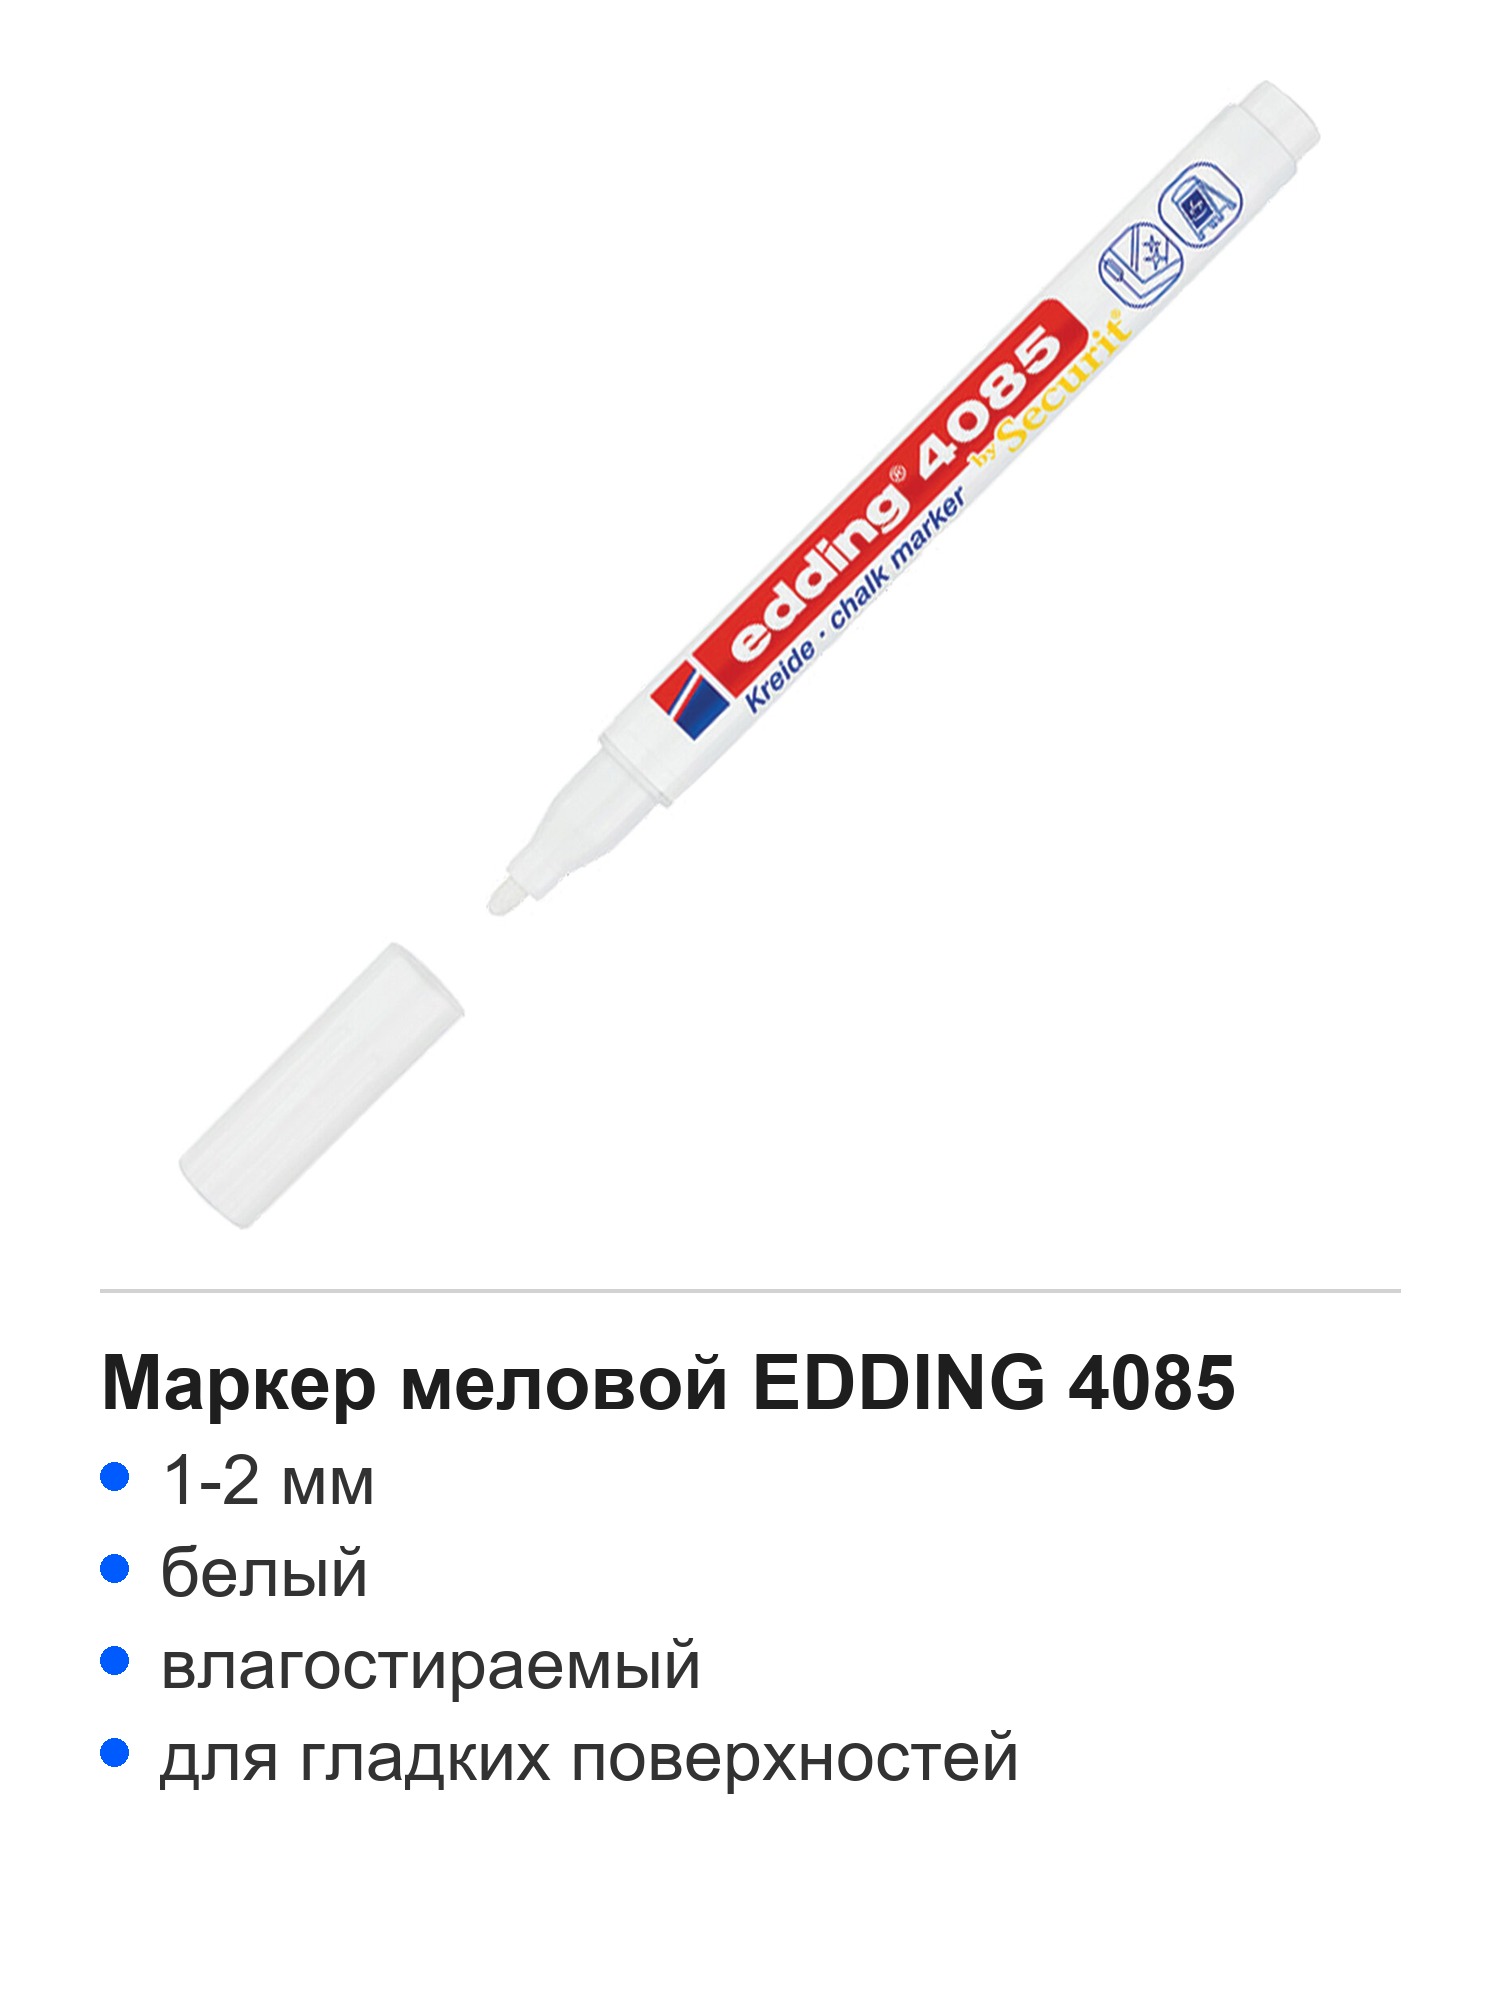 edding® 4085
by Securit®
Kreide - chalk marker
Маркер меловой EDDING 4085
1-2 мм
белый
влагостираемый
для гладких поверхностей